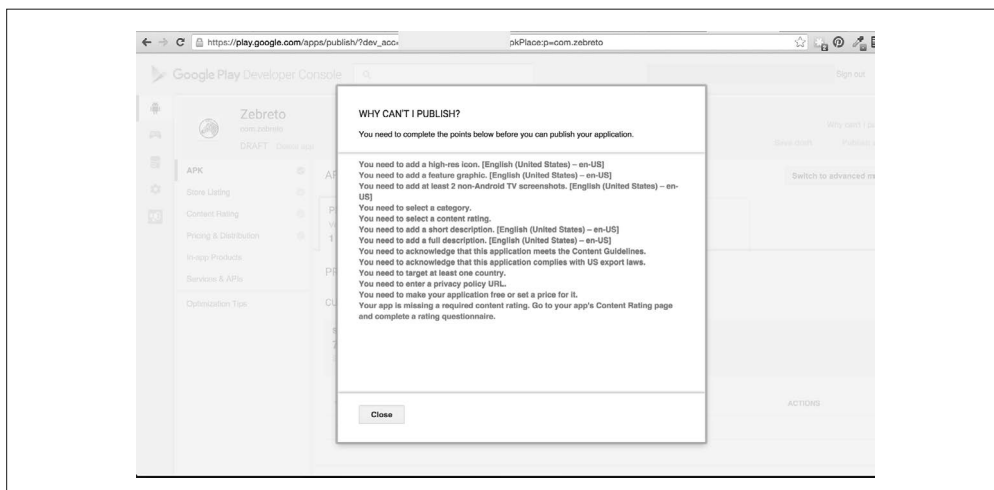 https://play.google.com/apps/publish/?dev_acc
pkPlace:p=com.zebreto
Google Play Developer Console
Sign out
Zebreto
com.zebreto
DRAFT Delete app
APK
Store Listing
Content Rating
Pricing & Distribution
In-app Products
Services & APIs
Optimization Tips
Switch to advanced
ACTIONS
WHY CAN'T I PUBLISH?
You need to complete the points below before you can publish your application.
You need to add a high-res icon. [English (United States) – en-US]
You need to add a feature graphic. [English (United States) – en-US]
You need to add at least 2 non-Android TV screenshots. [English (United States) – en-
US]
You need to select a category.
You need to select a content rating.
You need to add a short description. [English (United States) – en-US]
You need to add a full description. [English (United States) – en-US]
You need to acknowledge that this application meets the Content Guidelines.
You need to acknowledge that this application complies with US export laws.
You need to target at least one country.
You need to enter a privacy policy URL.
You need to make your application free or set a price for it.
Your app is missing a required content rating. Go to your app's Content Rating page
and complete a rating questionnaire.
Close